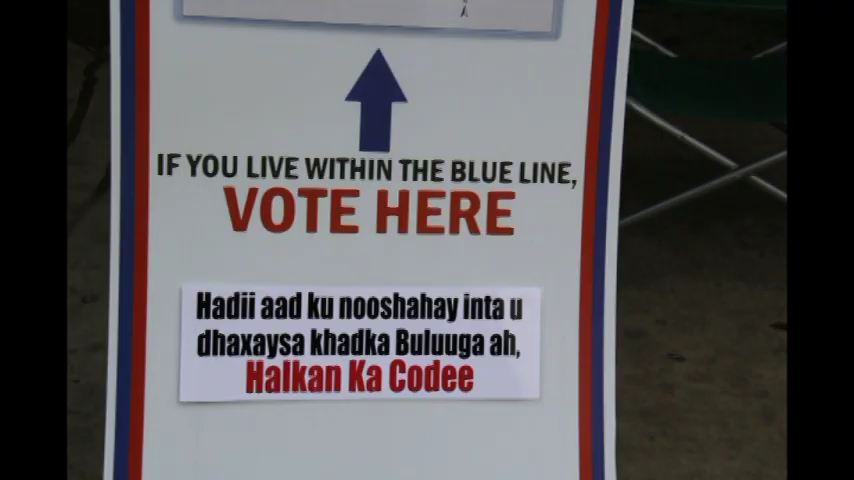 IF YOU LIVE WITHIN THE BLUE LINE,
VOTE HERE
Hadii aad ku nooshahay inta u
dhaxaysa khadka Buluuga ah,
Halkan Ka Codee